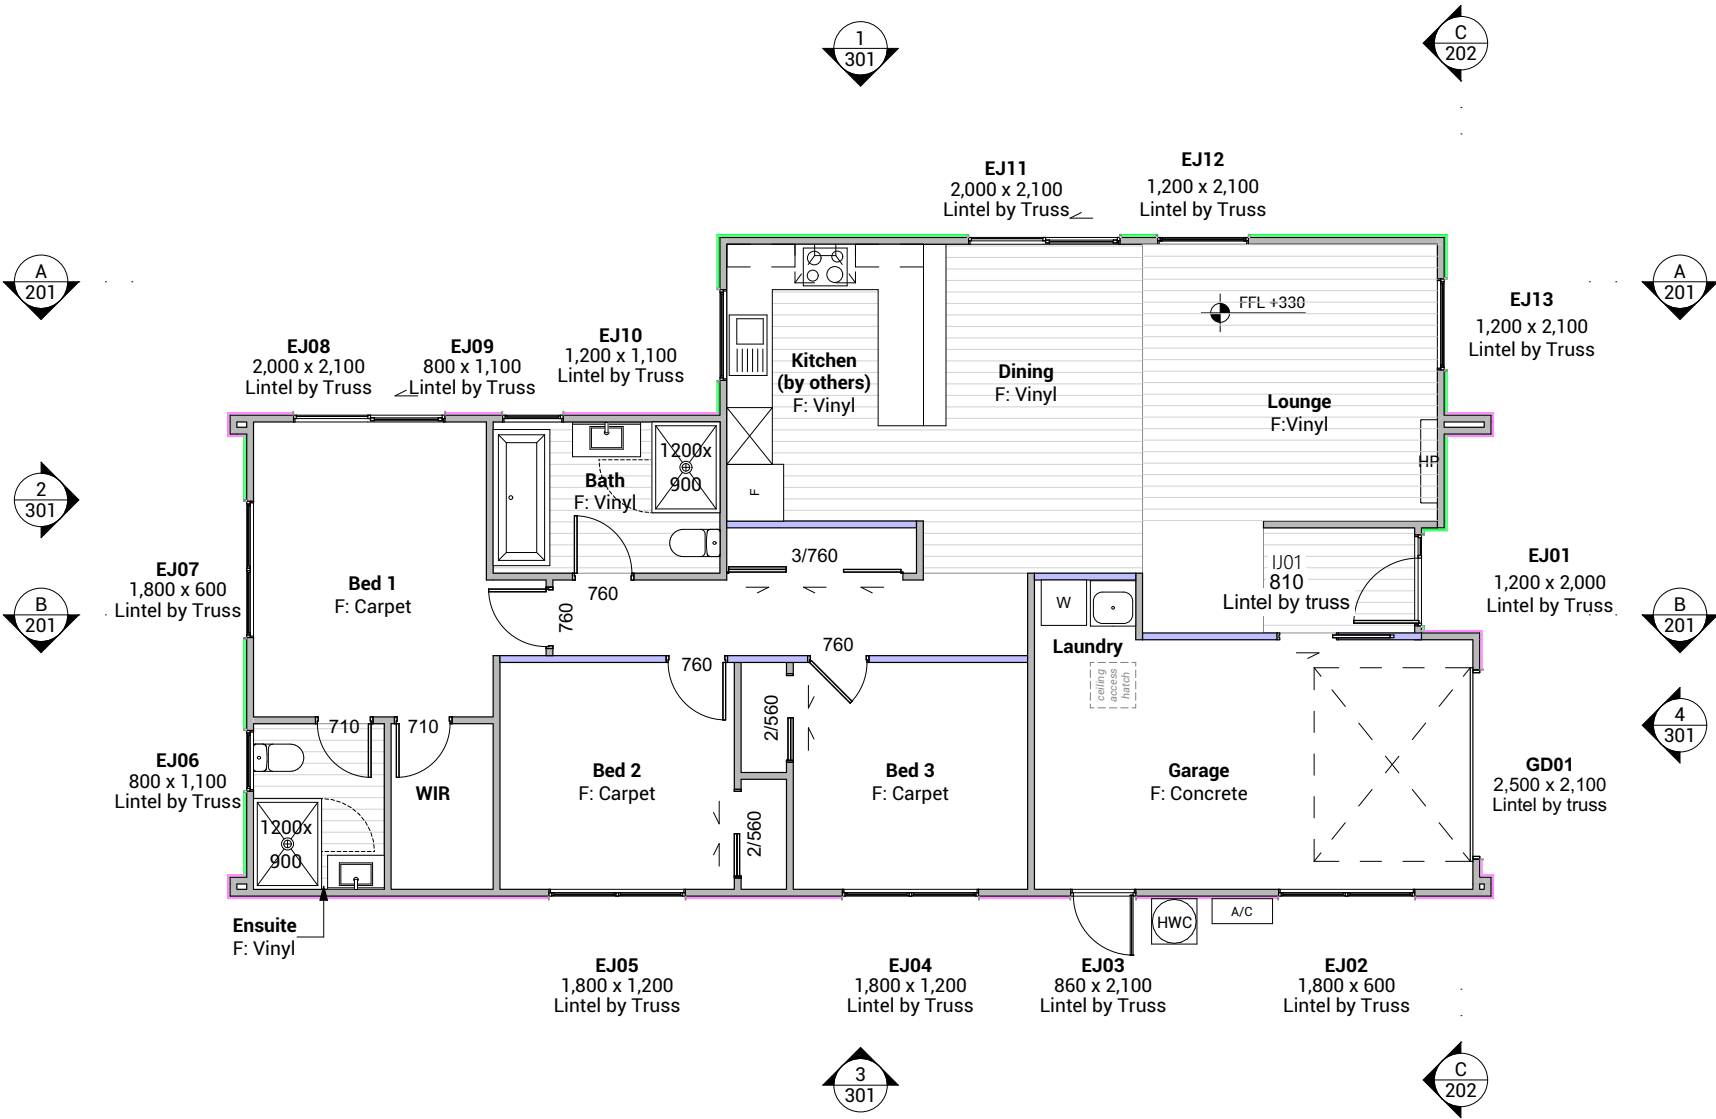 1
301
C
202
EJ11
2,000 x 2,100
Lintel by Truss
EJ12
1,200 x 2,100
Lintel by Truss
A
201
A
201
EJ13
1,200 x 2,100
Lintel by Truss
FFL +330
EJ08
2,000 x 2,100
Lintel by Truss
EJ09
800 x 1,100
Lintel by Truss
EJ10
1,200 x 1,100
Lintel by Truss
Kitchen
(by others)
F: Vinyl
Dining
F: Vinyl
Lounge
F:Vinyl
HP
1200x
900
Bath
F: Vinyl
F
2
301
3/760
IJ01
810
Lintel by truss
EJ01
1,200 x 2,000
Lintel by Truss
EJ07
1,800 x 600
Lintel by Truss
Bed 1
F: Carpet
760
760
W
B
201
B
201
760
760
Laundry
ceiling
access
hatch
710
710
2/560
4
301
EJ06
800 x 1,100
Lintel by Truss
WIR
Bed 2
F: Carpet
Bed 3
F: Carpet
Garage
F: Concrete
GD01
2,500 x 2,100
Lintel by truss
1200x
900
2/560
Ensuite
F: Vinyl
HWC
A/C
EJ05
1,800 x 1,200
Lintel by Truss
EJ04
1,800 x 1,200
Lintel by Truss
EJ03
860 x 2,100
Lintel by Truss
EJ02
1,800 x 600
Lintel by Truss
3
301
C
202